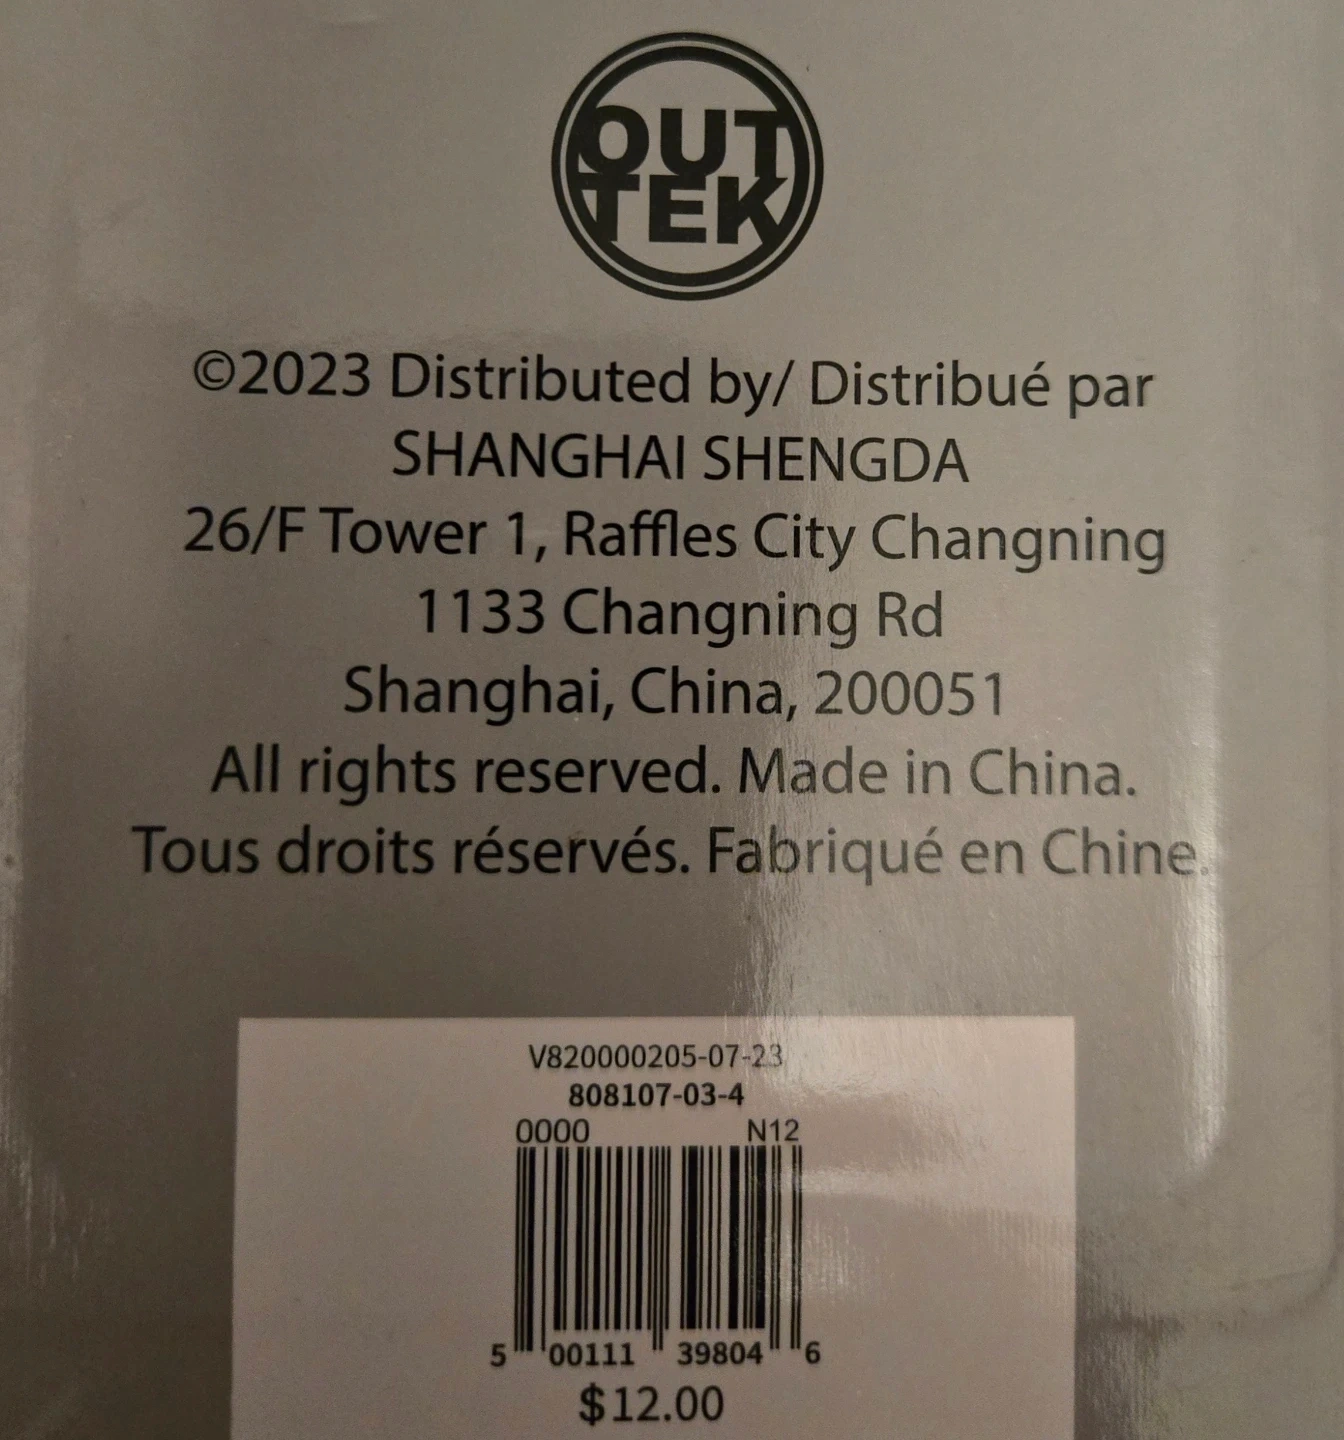 OUT
TEK
©2023 Distributed by/ Distribué par
SHANGHAI SHENGDA
26/F Tower 1, Raffles City Changning
1133 Changning Rd
Shanghai, China, 200051
All rights reserved. Made in China.
Tous droits réservés. Fabriqué en Chine.
V820000205-07-23
808107-03-4
0000 N12
5 00111 39804 6
$12.00